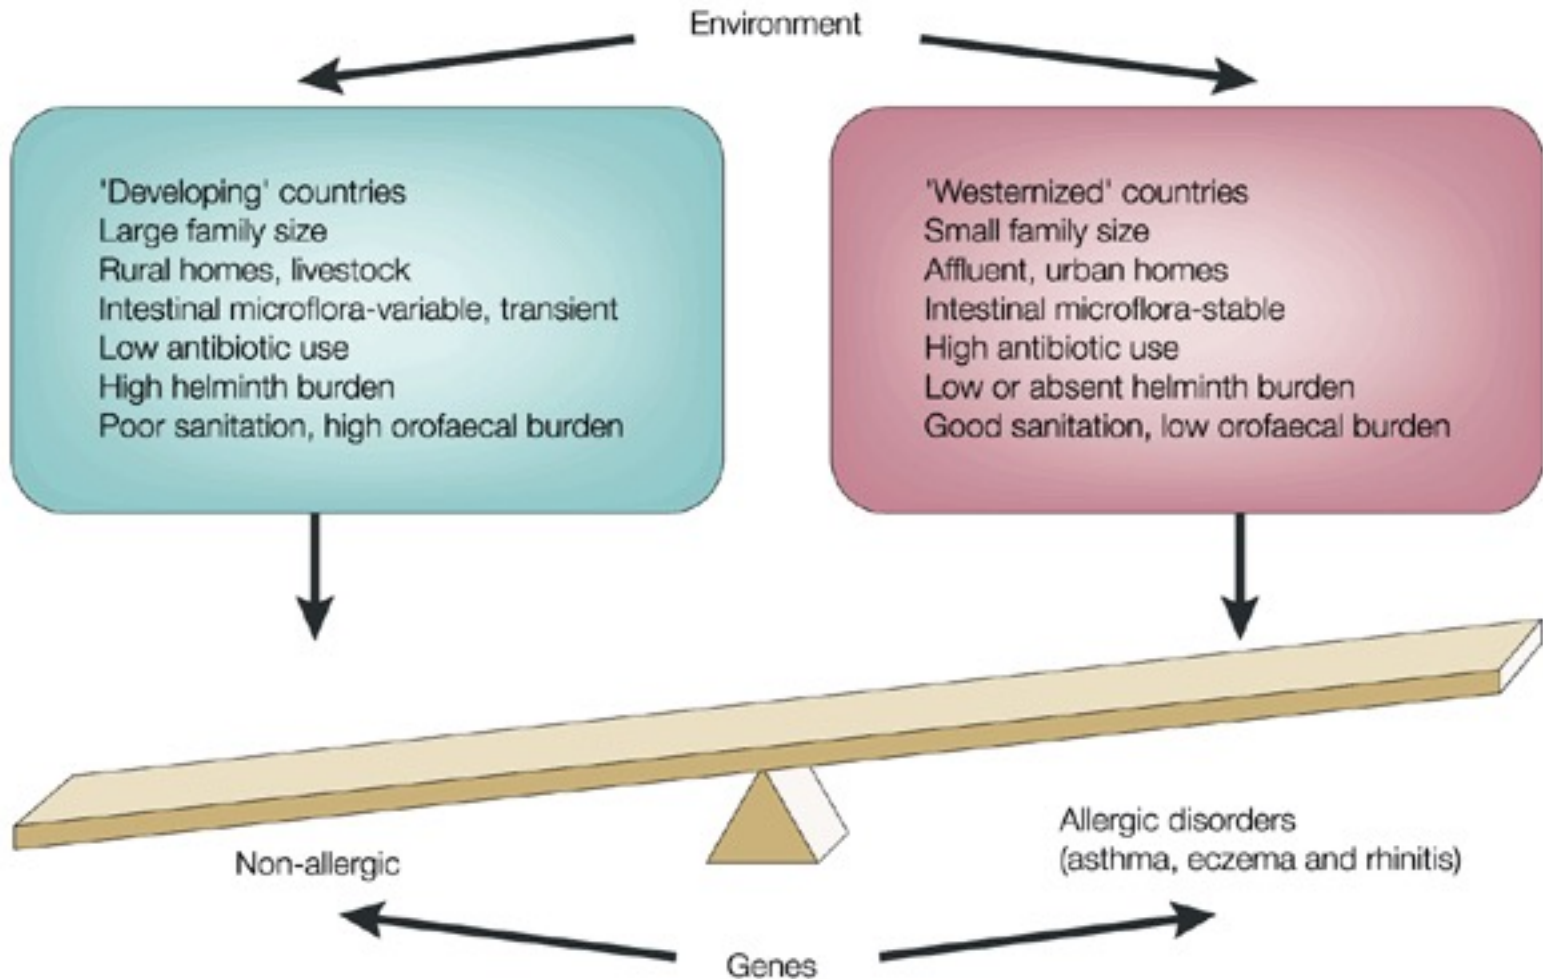 Environment
'Developing' countries
Large family size
Rural homes, livestock
Intestinal microflora-variable, transient
Low antibiotic use
High helminth burden
Poor sanitation, high orofaecal burden
'Westernized' countries
Small family size
Affluent, urban homes
Intestinal microflora-stable
High antibiotic use
Low or absent helminth burden
Good sanitation, low orofaecal burden
Non-allergic
Allergic disorders
(asthma, eczema and rhinitis)
Genes